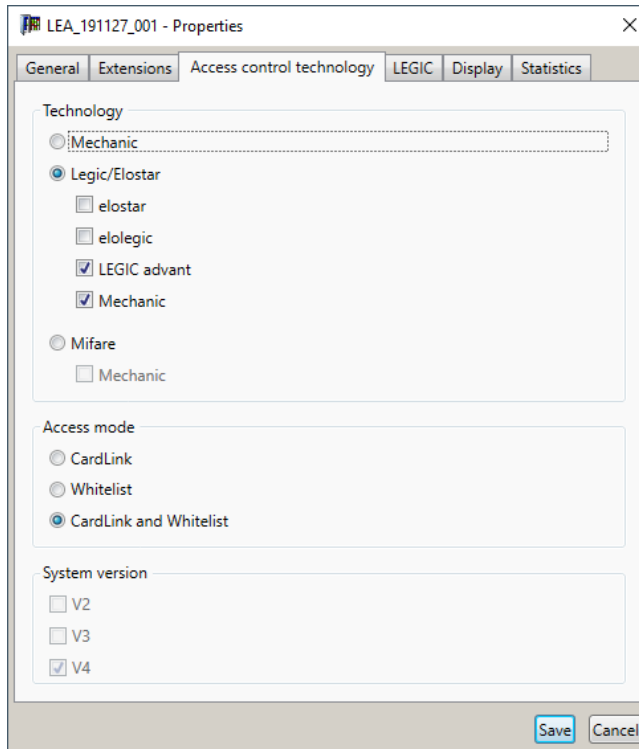 LEA_191127_001 - Properties
General Extensions Access control technology LEGIC Display Statistics
Technology
Mechanic
Legic/Elostar
elostar
elolegic
LEGIC advant
Mechanic
Mifare
Mechanic
Access mode
CardLink
Whitelist
CardLink and Whitelist
System version
V2
V3
V4
Save Cancel